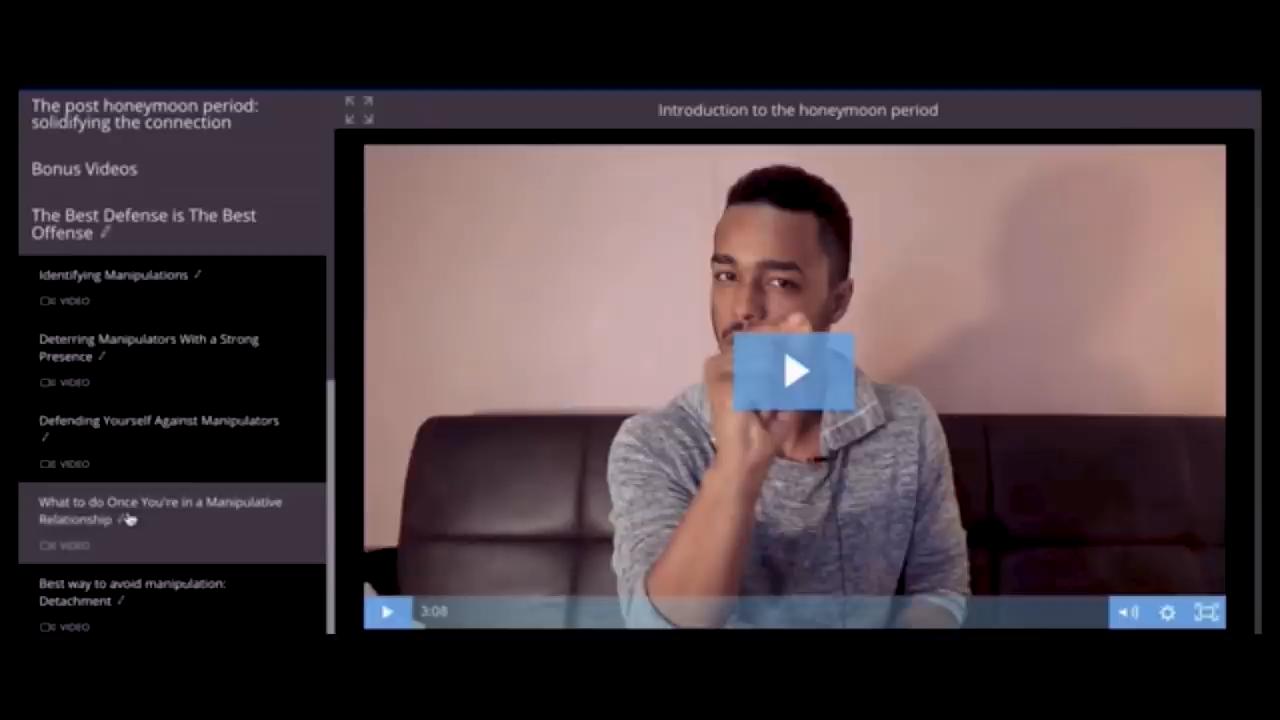 The post honeymoon period:
solidifying the connection
Bonus Videos
The Best Defense is The Best
Offense
Identifying Manipulations
VIDEO
Deterring Manipulators With a Strong
Presence
VIDEO
Defending Yourself Against Manipulators
VIDEO
What to do Once You're in a Manipulative
Relationship
VIDEO
Best way to avoid manipulation:
Detachment
VIDEO
Introduction to the honeymoon period
3:08